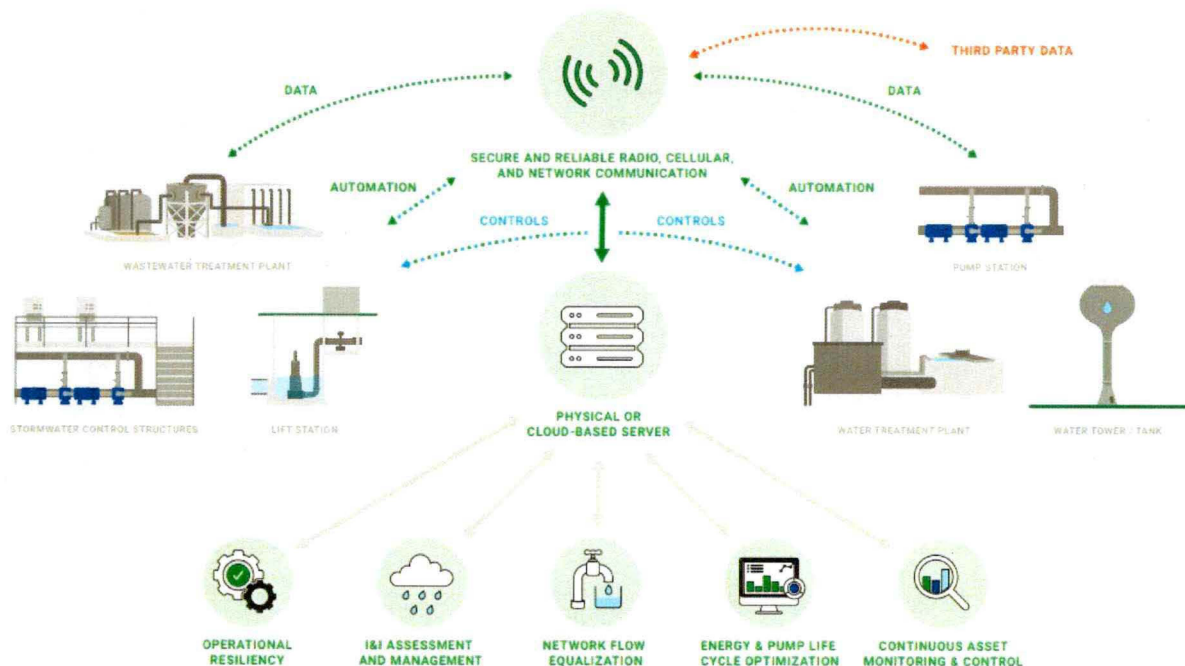 THIRD PARTY DATA
DATA
DATA
SECURE AND RELIABLE RADIO, CELLULAR,
AND NETWORK COMMUNICATION
AUTOMATION
AUTOMATION
CONTROLS
CONTROLS
WASTEWATER TREATMENT PLANT
PUMP STATION
PHYSICAL OR
CLOUD-BASED SERVER
STORMWATER CONTROL STRUCTURES
LIFT STATION
WATER TREATMENT PLANT
WATER TOWER / TANK
OPERATIONAL
RESILIENCY
I&I ASSESSMENT
AND MANAGEMENT
NETWORK FLOW
EQUALIZATION
ENERGY & PUMP LIFE
CYCLE OPTIMIZATION
CONTINUOUS ASSET
MONITORING & CONTROL